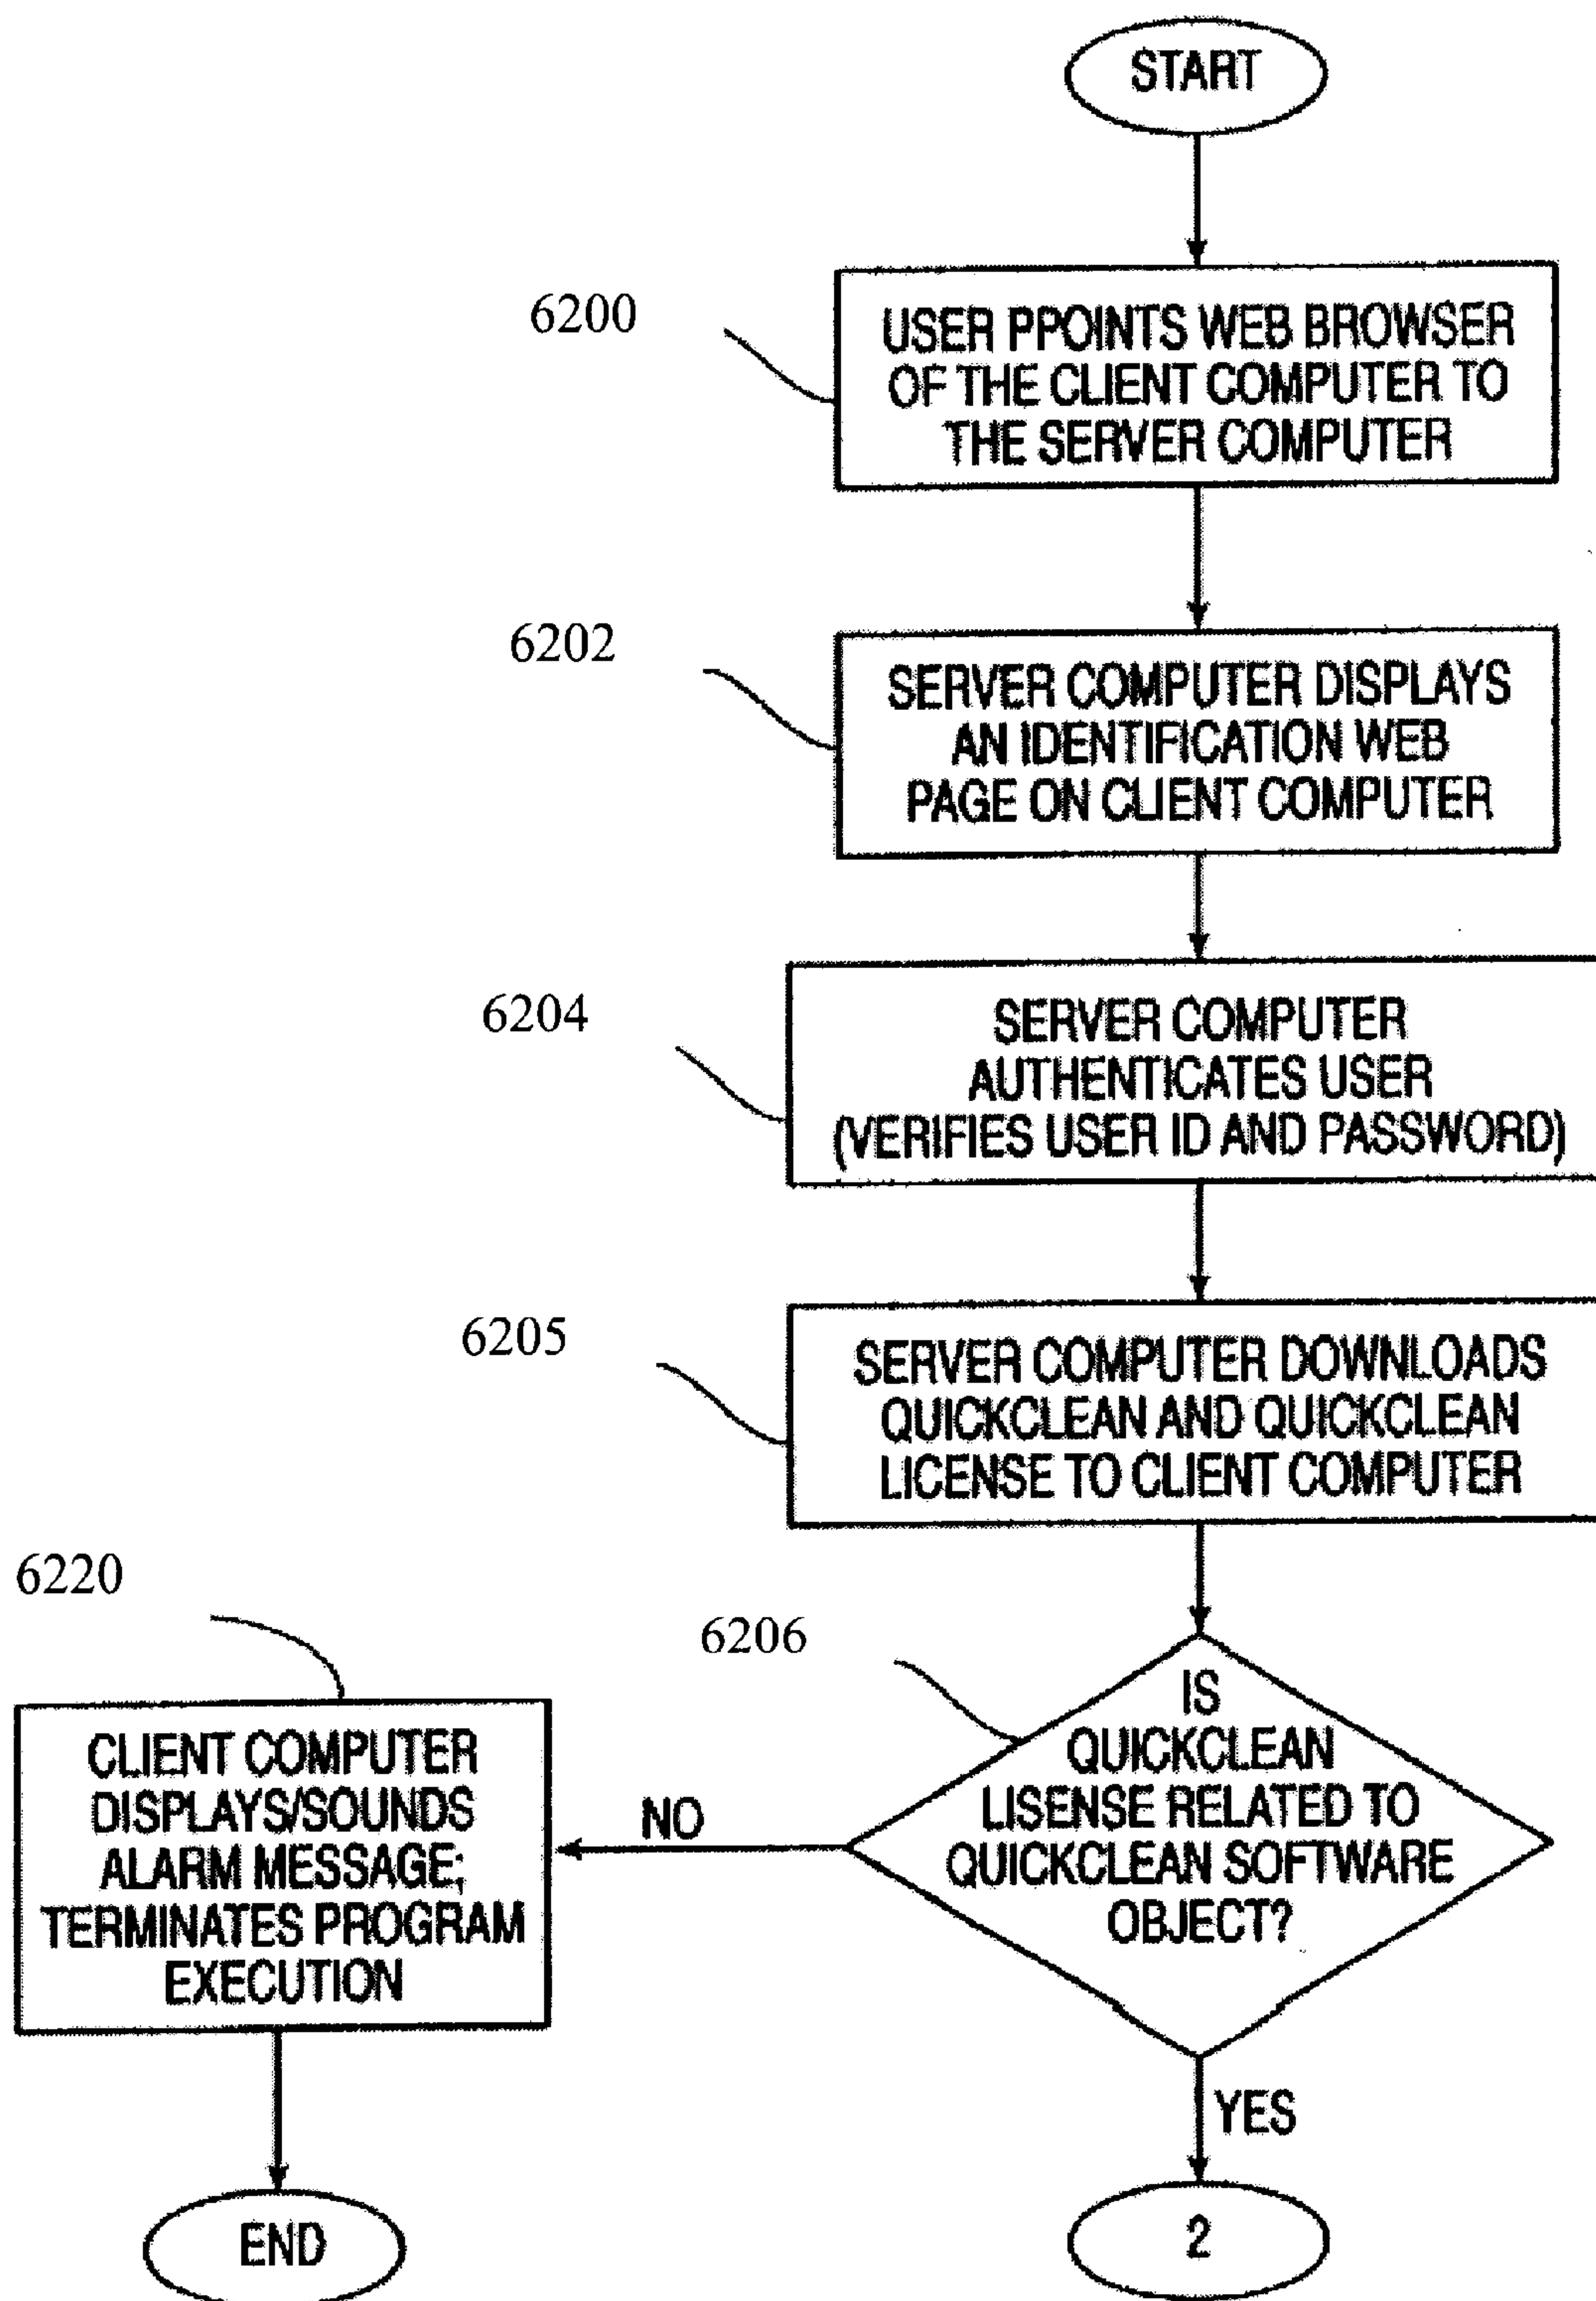 START
6200
USER PPOINTS WEB BROWSER
OF THE CLIENT COMPUTER TO
THE SERVER COMPUTER
6202
SERVER COMPUTER DISPLAYS
AN IDENTIFICATION WEB
PAGE ON CLIENT COMPUTER
6204
SERVER COMPUTER
AUTHENTICATES USER
(VERIFIES USER ID AND PASSWORD)
6205
SERVER COMPUTER DOWNLOADS
QUICKCLEAN AND QUICKCLEAN
LICENSE TO CLIENT COMPUTER
6206
IS
QUICKCLEAN
LISENSE RELATED TO
QUICKCLEAN SOFTWARE
OBJECT?
NO
6220
CLIENT COMPUTER
DISPLAYS/SOUNDS
ALARM MESSAGE;
TERMINATES PROGRAM
EXECUTION
END
YES
2